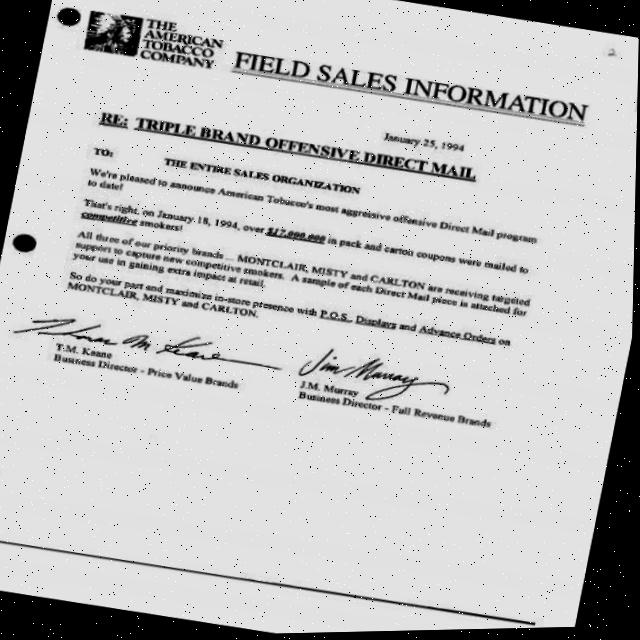 THE
AMERICAN
TOBACCO
COMPANY
FIELD SALES INFORMATION
January 25, 1994
RE: TRIPLE BRAND OFFENSIVE DIRECT MAIL
TO: THE ENTIRE SALES ORGANIZATION
We're pleased to announce American Tobacco's most aggressive offensive Direct Mail program
to date!
That's right, on January 18, 1994, over $17,000,000 in pack and carton coupons were mailed to
competitive smokers!
All three of our priority brands ... MONTCLAIR, MISTY and CARLTON are receiving targeted
support to capture new competitive smokers. A sample of each Direct Mail piece is attached for
your use in gaining extra impact at retail.
So do your part and maximize in-store presence with P.O.S., Displays and Advance Orders on
MONTCLAIR, MISTY and CARLTON.
Thomas M. Keane
Jim Murray
T.M. Keane
Business Director - Price Value Brands
J.M. Murray
Business Director - Full Revenue Brands